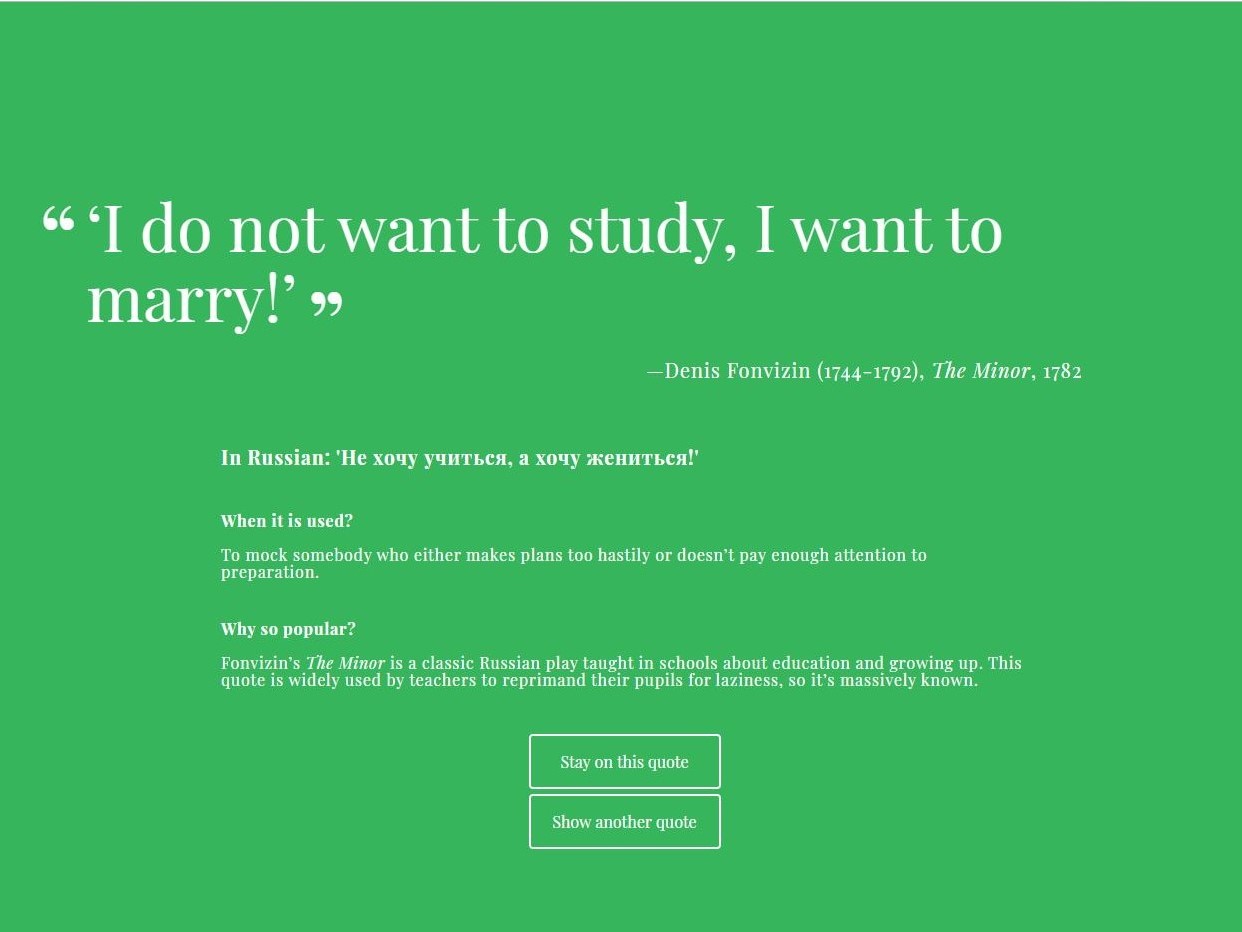 “ ‘I do not want to study, I want to
marry!’ ”
—Denis Fonvizin (1744-1792), The Minor, 1782
In Russian: 'Не хочу учиться, а хочу жениться!'
When it is used?
To mock somebody who either makes plans too hastily or doesn’t pay enough attention to
preparation.
Why so popular?
Fonvizin’s The Minor is a classic Russian play taught in schools about education and growing up. This
quote is widely used by teachers to reprimand their pupils for laziness, so it’s massively known.
Stay on this quote
Show another quote